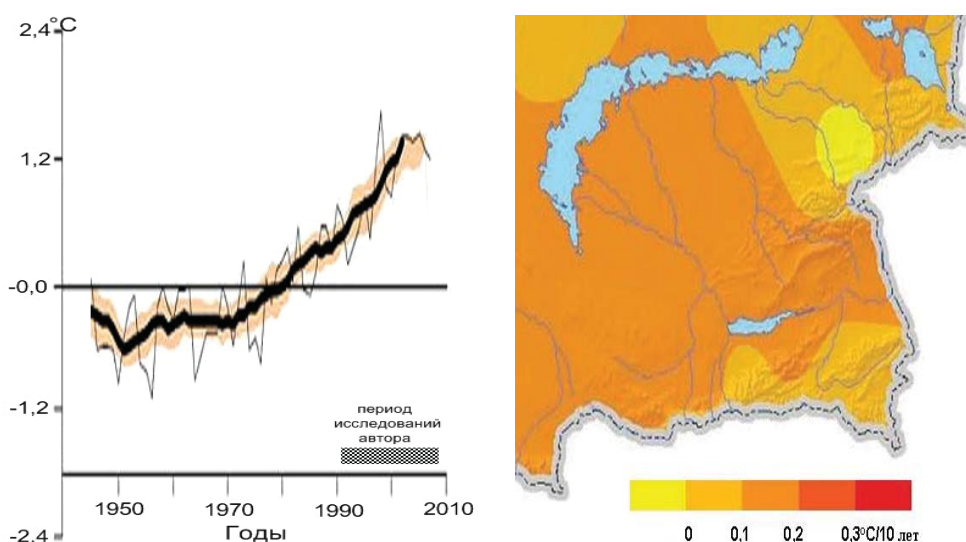 °C
2,4
1,2
-0,0
-1,2
-2.4
период
исследований
автора
1950
1970
1990
2010
Годы
0
0,1
0,2
0,3°С/10 лет